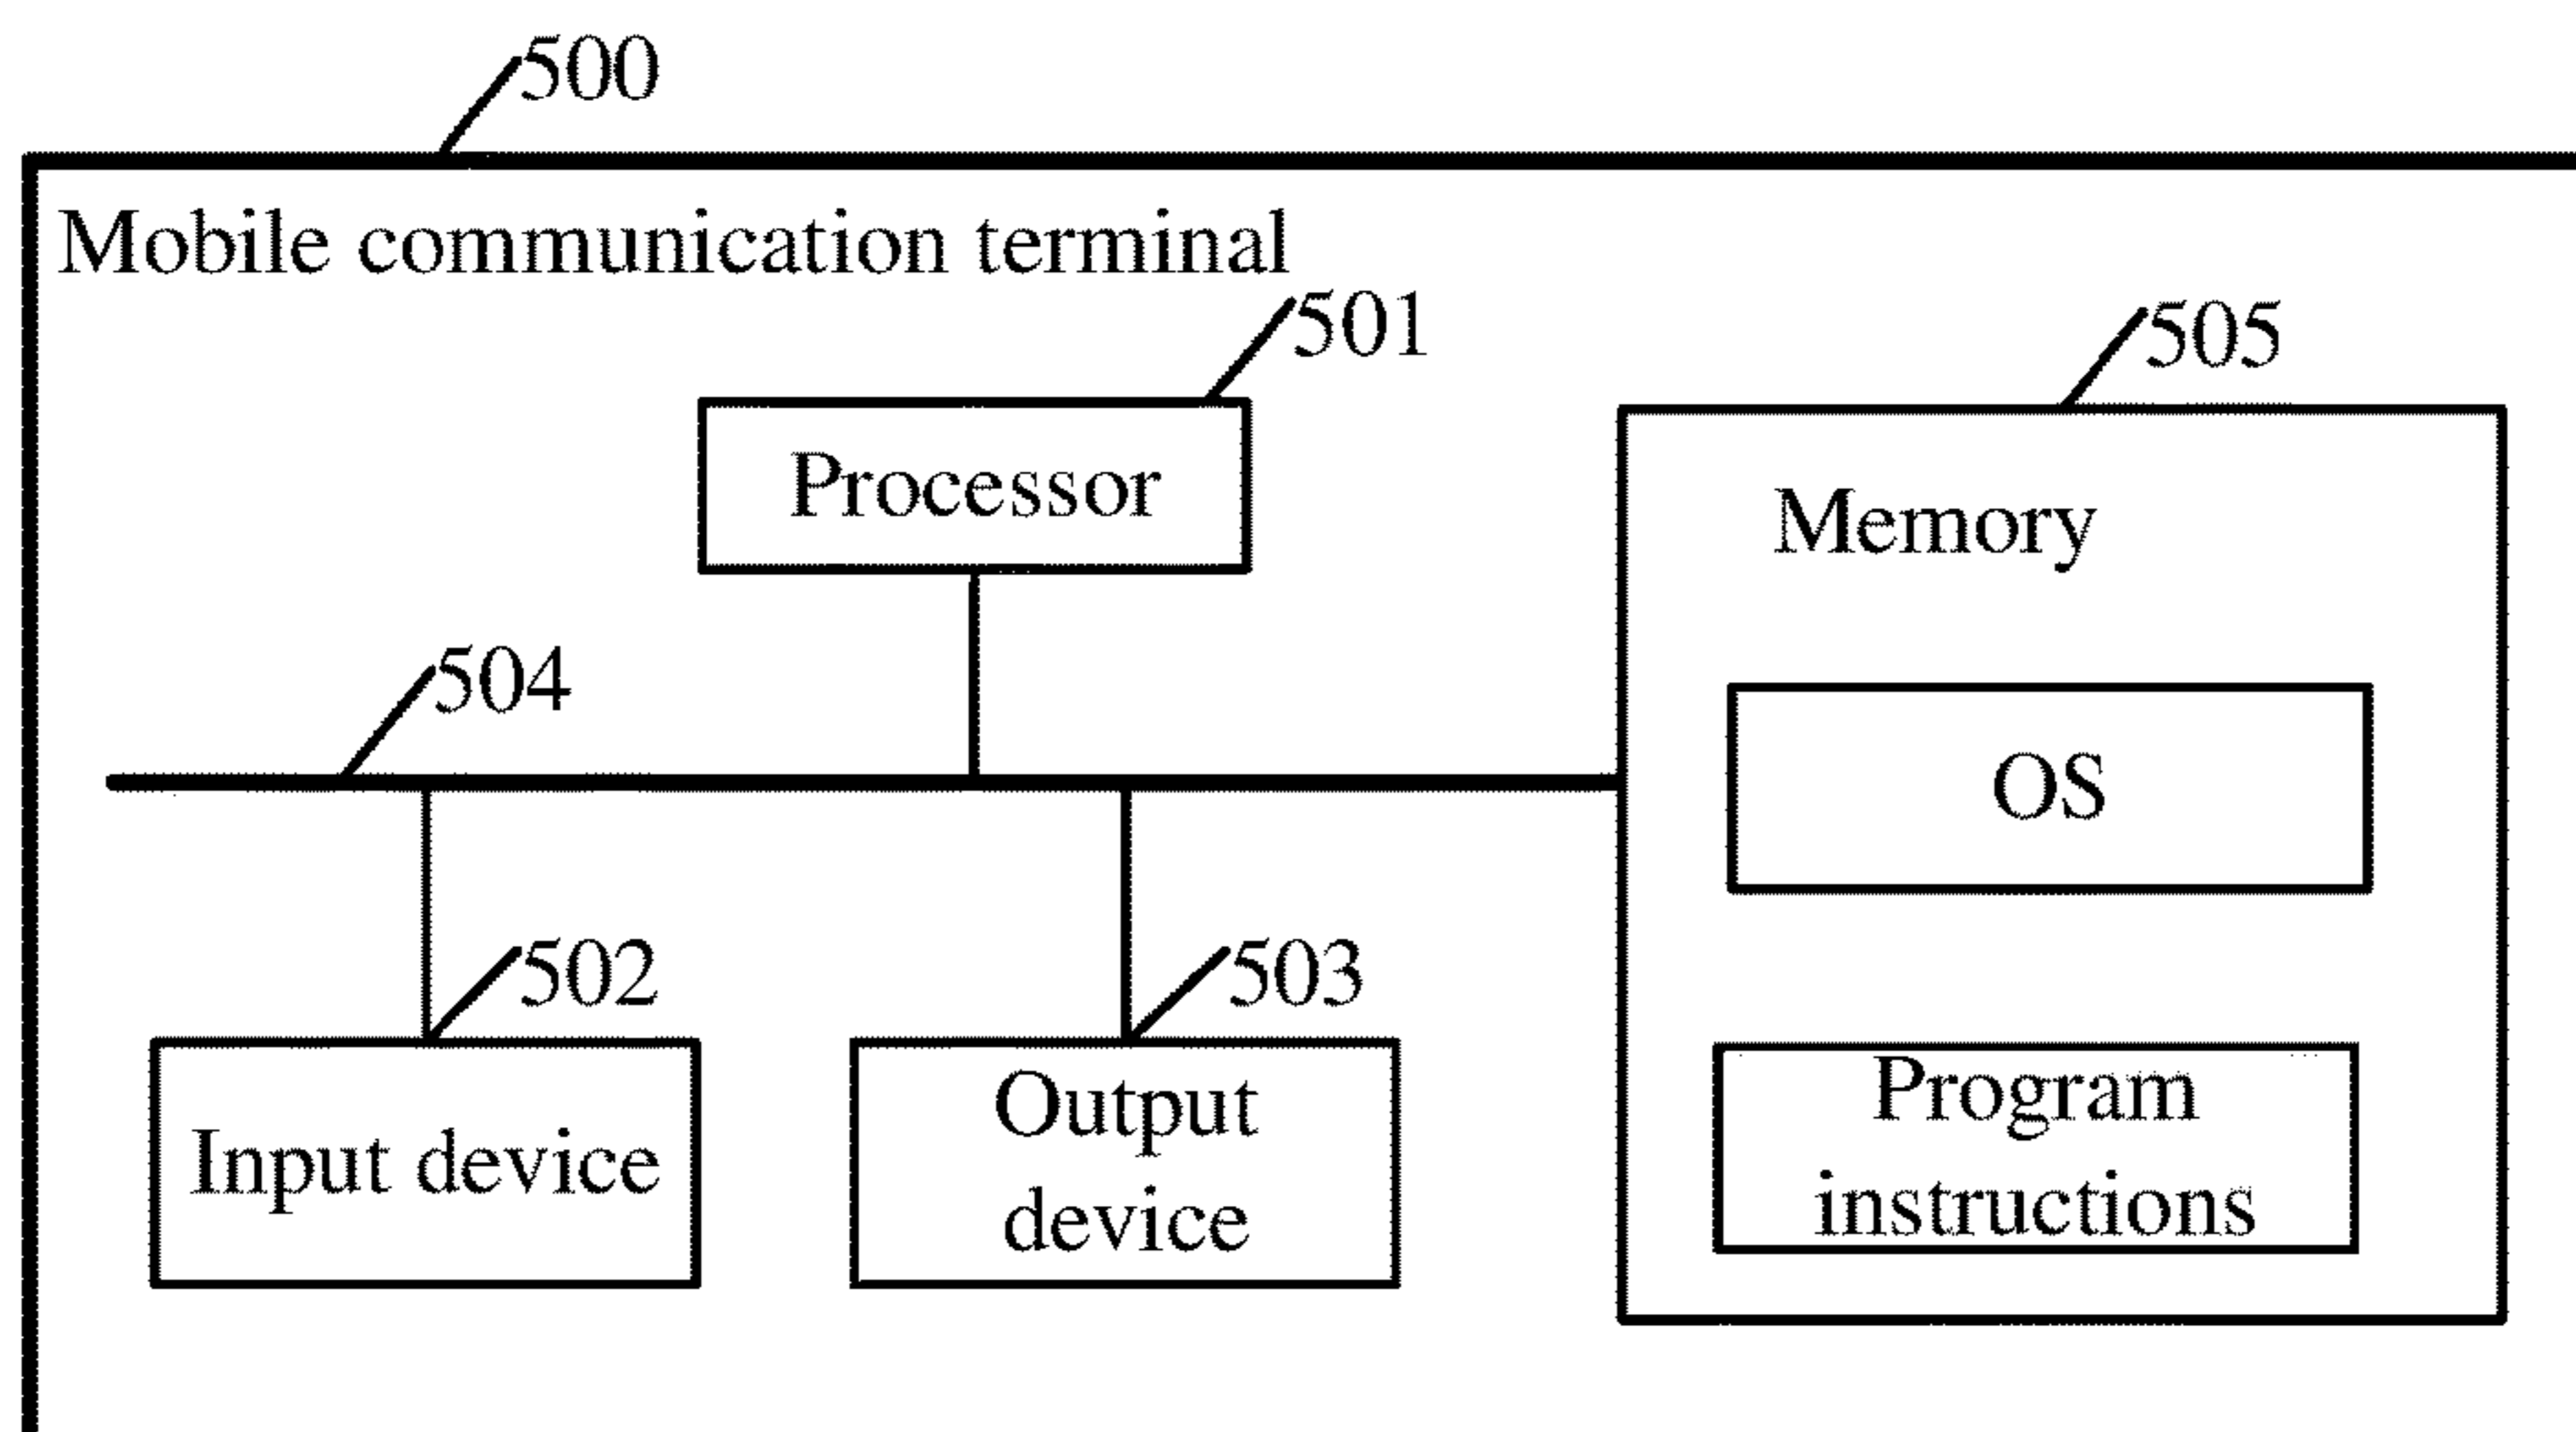 500
Mobile communication terminal
501
505
Processor
Memory
504
OS
502
503
Input device
Output
device
Program
instructions